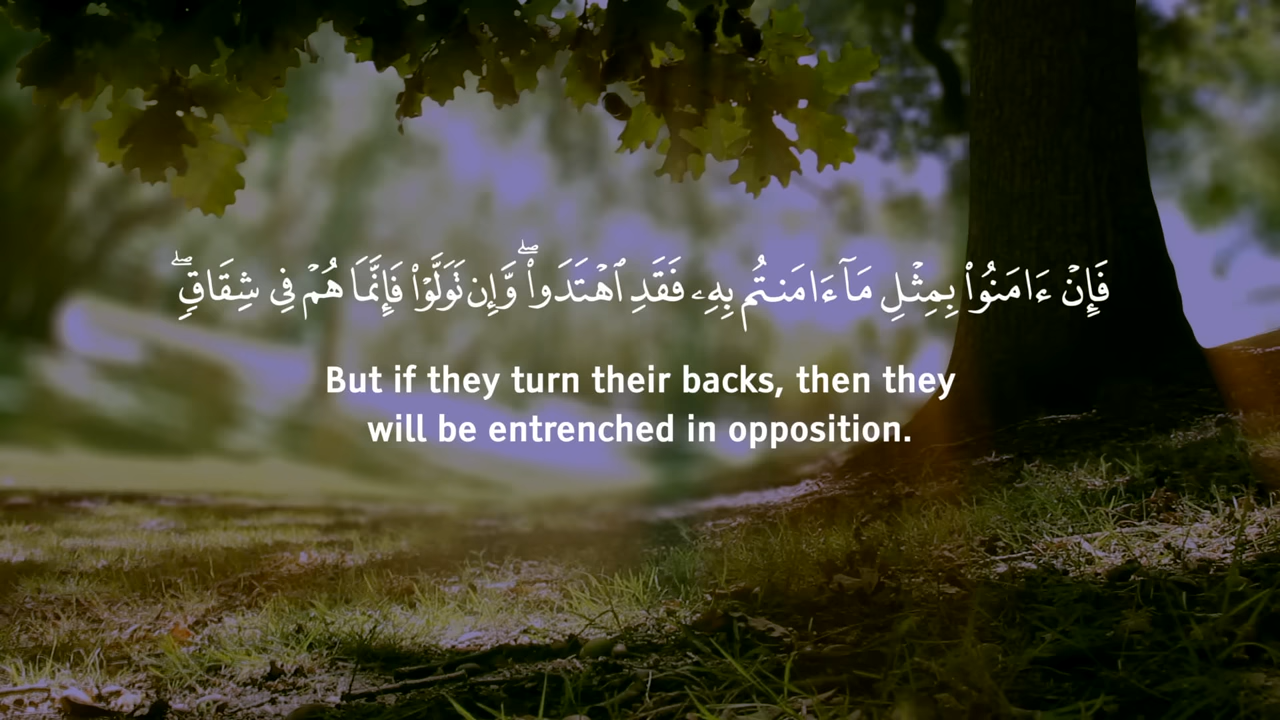 فَإِنْ ءَامَنُوا۟ بِمِثْلِ مَآ ءَامَنتُم بِهِۦ فَقَدِ ٱهْتَدَوا۟ ۖ وَّإِن تَوَلَّوْا۟ فَإِنَّمَا هُمْ فِى شِقَاقٍ ۖ
But if they turn their backs, then they
will be entrenched in opposition.